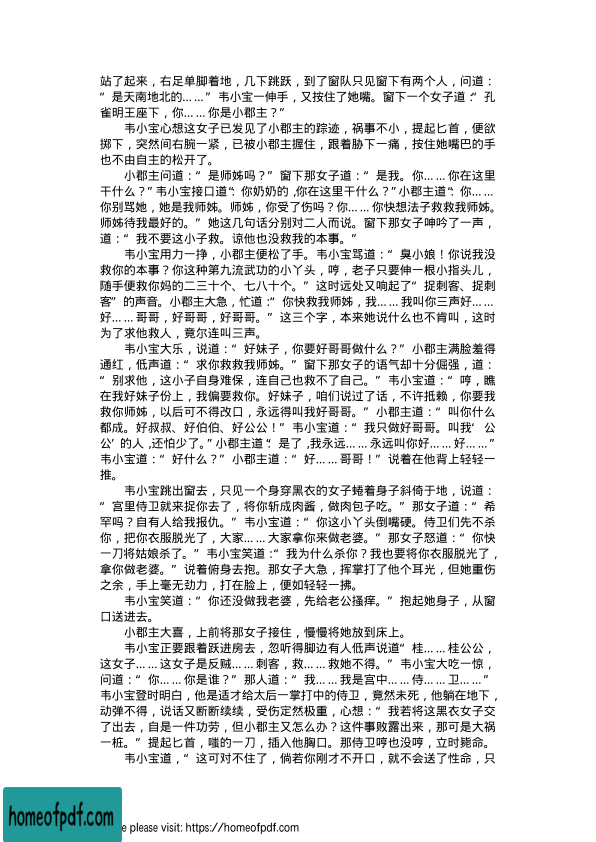 站了起来，右足单脚着地，几下跳跃，到了窗队只见窗下有两个人，问道：
“是天南地北的……”韦小宝一伸手，又按住了她嘴。窗下一个女子道：“孔
雀明王座下，你……你是小郡主？”
韦小宝心想这女子已发见了小郡主的踪迹，祸事不小，提起匕首，便欲
掷下，突然间右腕一紧，已被小郡主握住，跟着胁下一痛，按住她嘴巴的手
也不由自主的松开了。
小郡主问道：“是师姊吗？”窗下那女子道：“是我。你……你在这里
干什么？”韦小宝接口道：“你奶奶的，你在这里干什么？”小郡主道：“你……
你别骂她，她是我师姊。师姊，你受了伤吗？你……你快想法子救救我师姊。
师姊待我最好的。”她这几句话分别对二人而说。窗下那女子呻吟了一声，
道：“我不要这小子救。谅他也没救我的本事。”
韦小宝用力一挣，小郡主便松了手。韦小宝骂道：“臭小娘！你说我没
救你的本事？你这种第九流武功的小丫头，哼，老子只要伸一根小指头儿，
随手便救你妈的二三十个、七八十个。”这时远处又响起了“捉刺客、捉刺
客”的声音。小郡主大急，忙道：“你快救我师姊，我……我叫你三声好……
好……哥哥，好哥哥，好哥哥。”这三个字，本来她说什么也不肯叫，这时
为了求他救人，竟尔连叫三声。
韦小宝大乐，说道：“好妹子，你要好哥哥做什么？”小郡主满脸羞得
通红，低声道：“求你救救我师姊。”窗下那女子的语气却十分倔强，道：
“别求他，这小子自身难保，连自己也救不了自己。”韦小宝道：“哼，瞧
在我好妹子份上，我偏要救你。好妹子，咱们说过了话，不许抵赖，你要我
救你师姊，以后可不得改口，永远得叫我好哥哥。”小郡主道：“叫你什么
都成。好叔叔、好伯伯、好公公！”韦小宝道：“我只做好哥哥。叫我‘公
公’的人，还怕少了。”小郡主道：“是了，我永远……永远叫你好……好……”
韦小宝道：“好什么？”小郡主道：“好……哥哥！”说着在他背上轻轻一
推。
韦小宝跳出窗去，只见一个身穿黑衣的女子蜷着身子斜倚于地，说道：
“宫里侍卫就来捉你去了，将你斩成肉酱，做肉包子吃。”那女子道：“希
罕吗？自有人给我报仇。”韦小宝道：“你这小丫头倒嘴硬。侍卫们先不杀
你，把你衣服脱光了，大家……大家拿你来做老婆。”那女子怒道：“你快
一刀将姑娘杀了。”韦小宝笑道：“我为什么杀你？我也要将你衣服脱光了，
拿你做老婆。”说着俯身去抱。那女子大急，挥掌打了他个耳光，但她重伤
之余，手上毫无劲力，打在脸上，便如轻轻一拂。
韦小宝笑道：“你还没做我老婆，先给老公搔痒。”抱起她身子，从窗
口送进去。
小郡主大喜，上前将那女子接住，慢慢将她放到床上。
韦小宝正要跟着跃进房去，忽听得脚边有人低声说道“桂……桂公公，
这女子……这女子是反贼……刺客，救……救她不得。”韦小宝大吃一惊，
问道：“你……你是谁？”那人道：“我……我是宫中……侍……卫……”
韦小宝登时明白，他是适才给太后一掌打中的侍卫，竟然未死，他躺在地下，
动弹不得，说话又断断续续，受伤定然极重，心想：“我若将这黑衣女子交
了出去，自是一件功劳，但小郡主又怎么办？这件事败露出来，那可是大祸
一桩。”提起匕首，嗤的一刀，插入他胸口。那侍卫哼也没哼，立时毙命。
韦小宝道，“这可对不住了，倘若你刚才不开口，就不会送了性命，只
homeofpdf.com
e please visit: https://homeofpdf.com